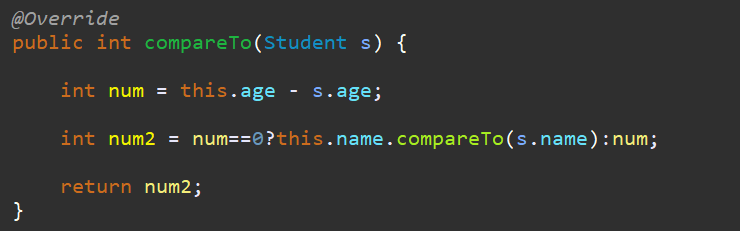 @Override
public int compareTo(Student s) {
int num = this.age - s.age;
int num2 = num==0?this.name.compareTo(s.name):num;
return num2;
}